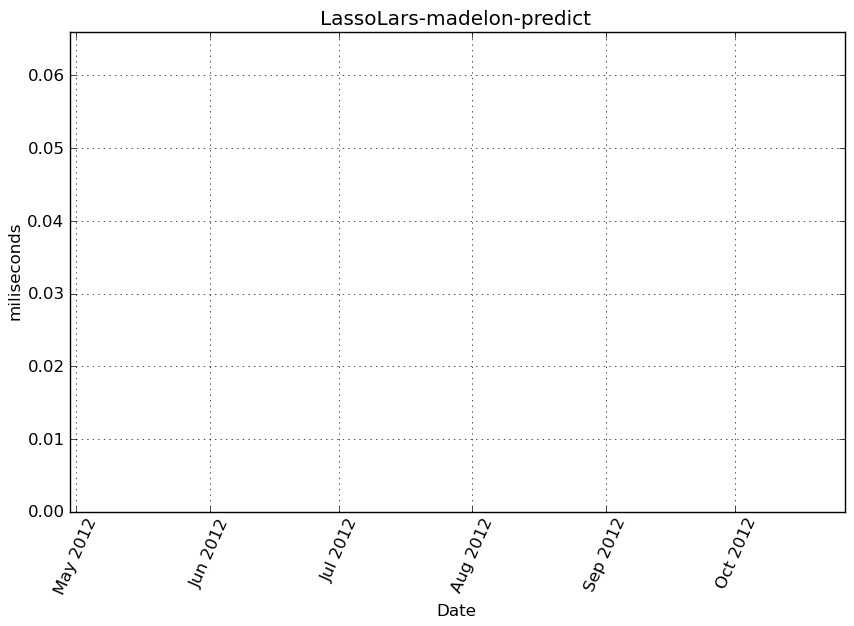 LassoLars-madelon-predict
0.06
0.05
0.04
0.03
0.02
0.01
0.00
miliseconds
May 2012
Jun 2012
Jul 2012
Aug 2012
Sep 2012
Oct 2012
Date